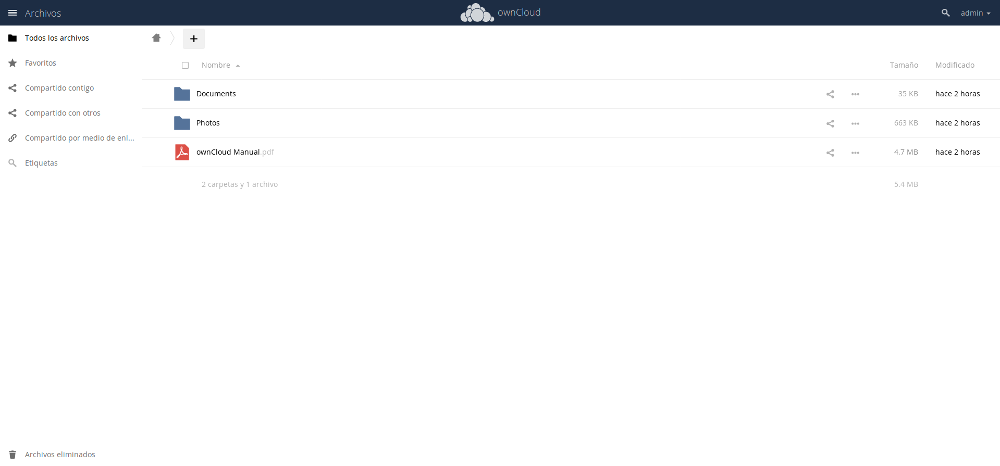 Archivos
ownCloud
admin
Todos los archivos
Favoritos
Compartido contigo
Compartido con otros
Compartido por medio de enl...
Etiquetas
Archivos eliminados
+
Nombre Tamaño Modificado
Documents 35 KB hace 2 horas
Photos 663 KB hace 2 horas
ownCloud Manual.pdf 4.7 MB hace 2 horas
2 carpetas y 1 archivo 5.4 MB